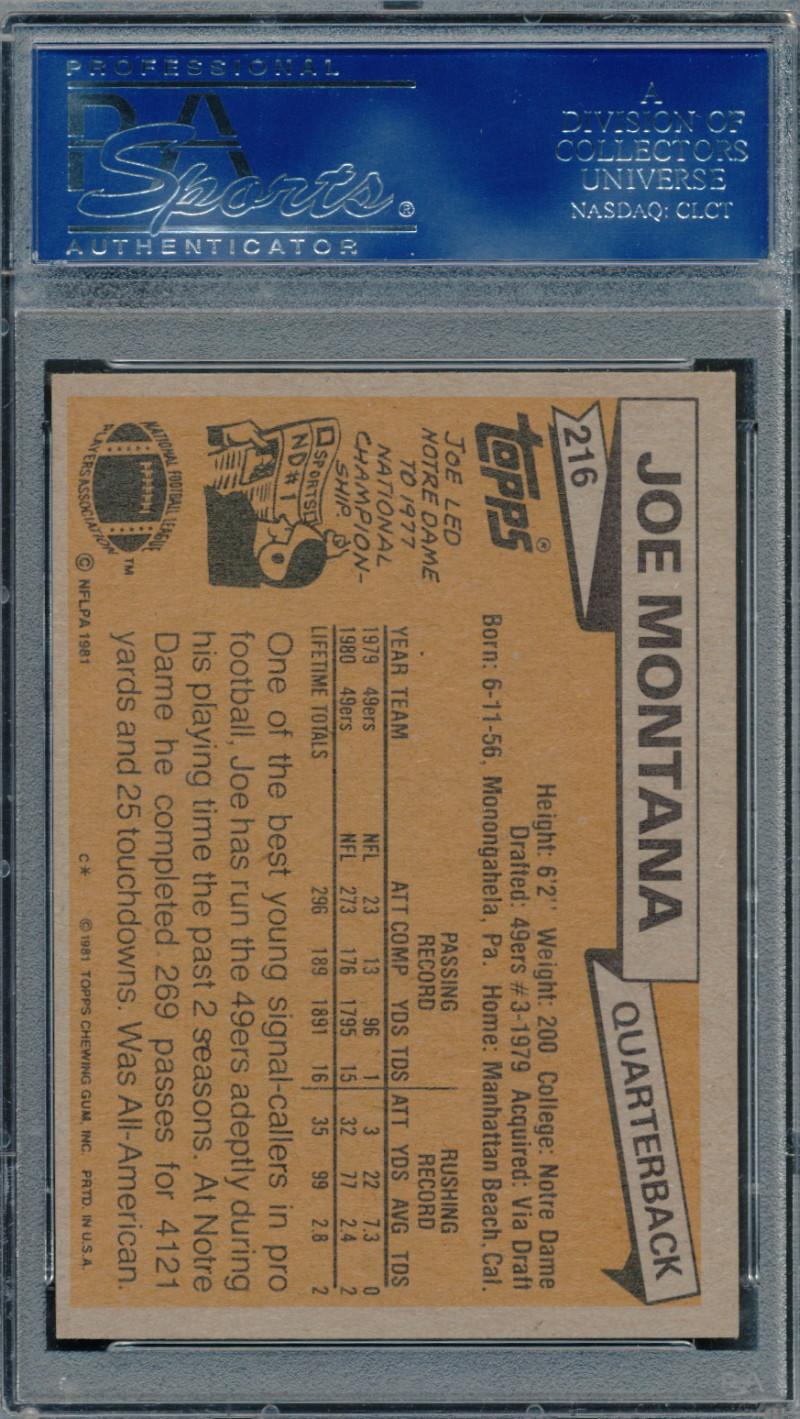 PROFESSIONAL
PSA
Sports®
AUTHENTICATOR
A
DIVISION OF
COLLECTORS
UNIVERSE
NASDAQ: CLCT
JOE MONTANA
QUARTERBACK
216
topps®
Height: 6'2'' Weight: 200 College: Notre Dame
Drafted: 49ers #3-1979 Acquired: Via Draft
Born: 6-11-56, Monongahela, Pa. Home: Manhattan Beach, Cal.
JOE LED
NOTRE DAME
TO 1977
NATIONAL
CHAMPION-
SHIP.
SPORTS
ND #1
PASSING RUSHING
RECORD RECORD
YEAR TEAM ATT COMP YDS TDS ATT YDS AVG TDS
1979 49ers NFL 23 13 96 1 3 22 7.3 0
1980 49ers NFL 273 176 1795 15 32 77 2.4 2
LIFETIME TOTALS 296 189 1891 16 35 99 2.8 2
One of the best young signal-callers in pro
football, Joe has run the 49ers adeptly during
his playing time the past 2 seasons. At Notre
Dame he completed 269 passes for 4121
yards and 25 touchdowns. Was All-American.
NATIONAL FOOTBALL LEAGUE
PLAYERS ASSOCIATION
TM
© NFLPA 1981
C* © 1981 TOPPS CHEWING GUM, INC. PRTD. IN U.S.A.